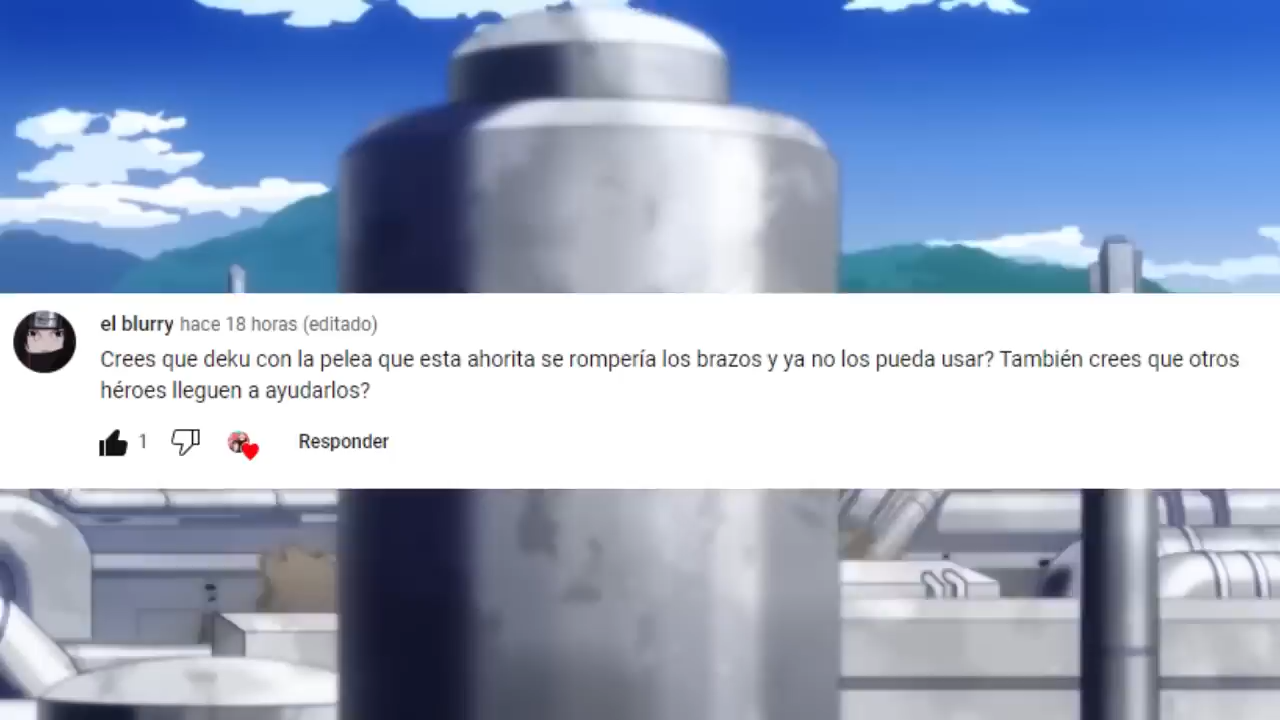 el blurry hace 18 horas (editado)
Crees que deku con la pelea que esta ahorita se rompería los brazos y ya no los pueda usar? También crees que otros
héroes lleguen a ayudarlos?
1
Responder